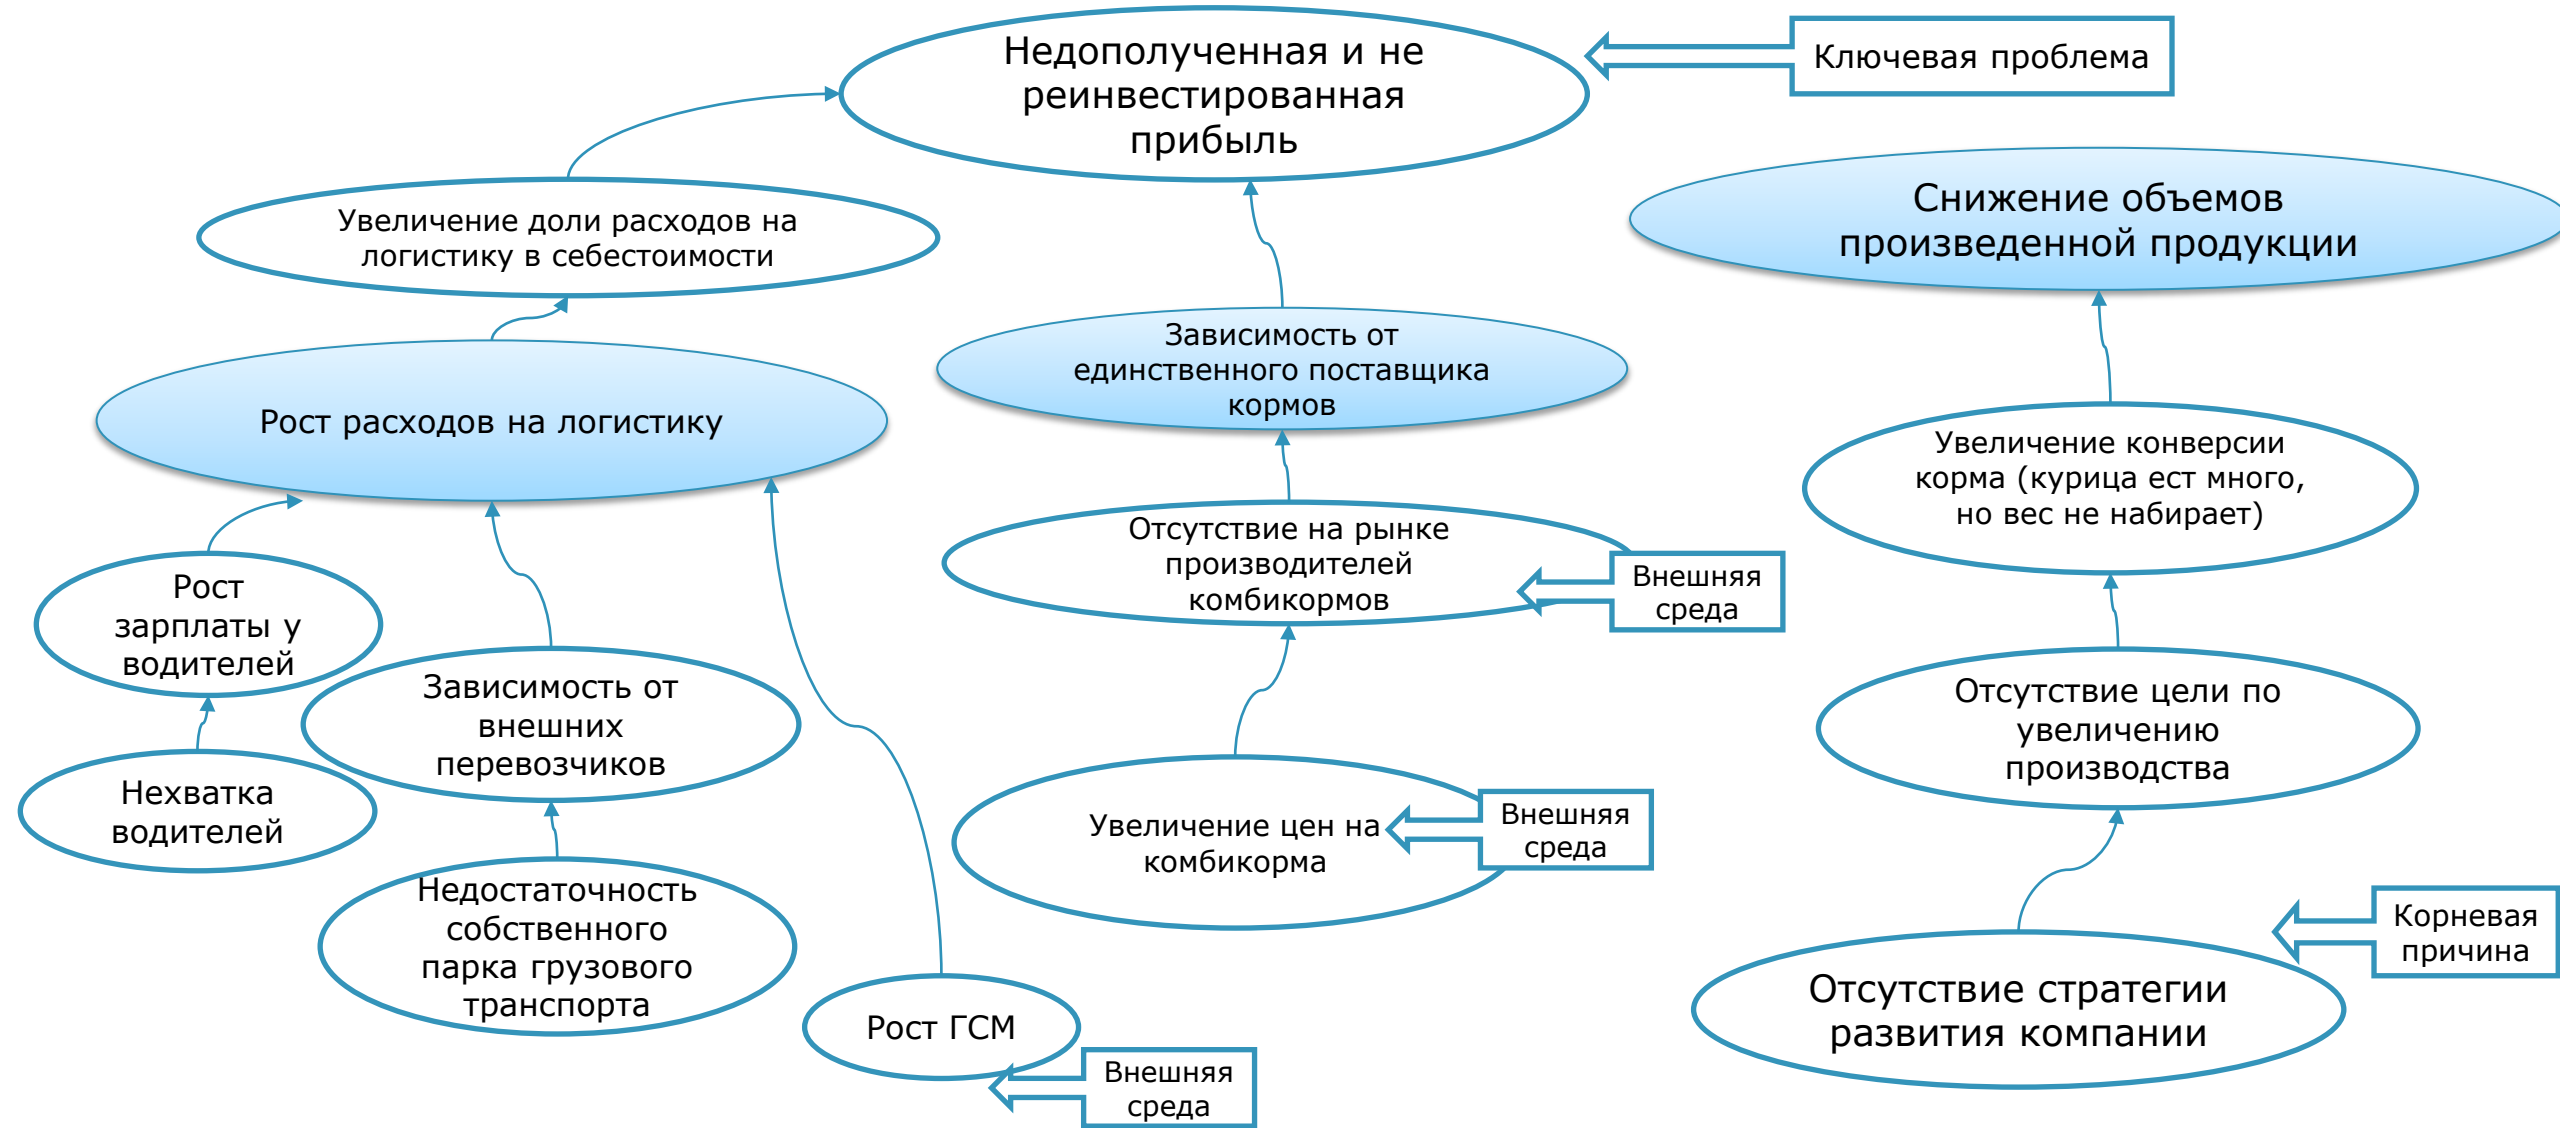 Недополученная и не
реинвестированная
прибыль
Ключевая проблема
Увеличение доли расходов на
логистику в себестоимости
Снижение объемов
произведенной продукции
Зависимость от
единственного поставщика
кормов
Рост расходов на логистику
Увеличение конверсии
корма (курица ест много,
но вес не набирает)
Отсутствие на рынке
производителей
комбикормов
Внешняя
среда
Рост
зарплаты у
водителей
Зависимость от
внешних
перевозчиков
Отсутствие цели по
увеличению
производства
Нехватка
водителей
Увеличение цен на
комбикорма
Внешняя
среда
Недостаточность
собственного
парка грузового
транспорта
Корневая
причина
Рост ГСМ
Отсутствие стратегии
развития компании
Внешняя
среда